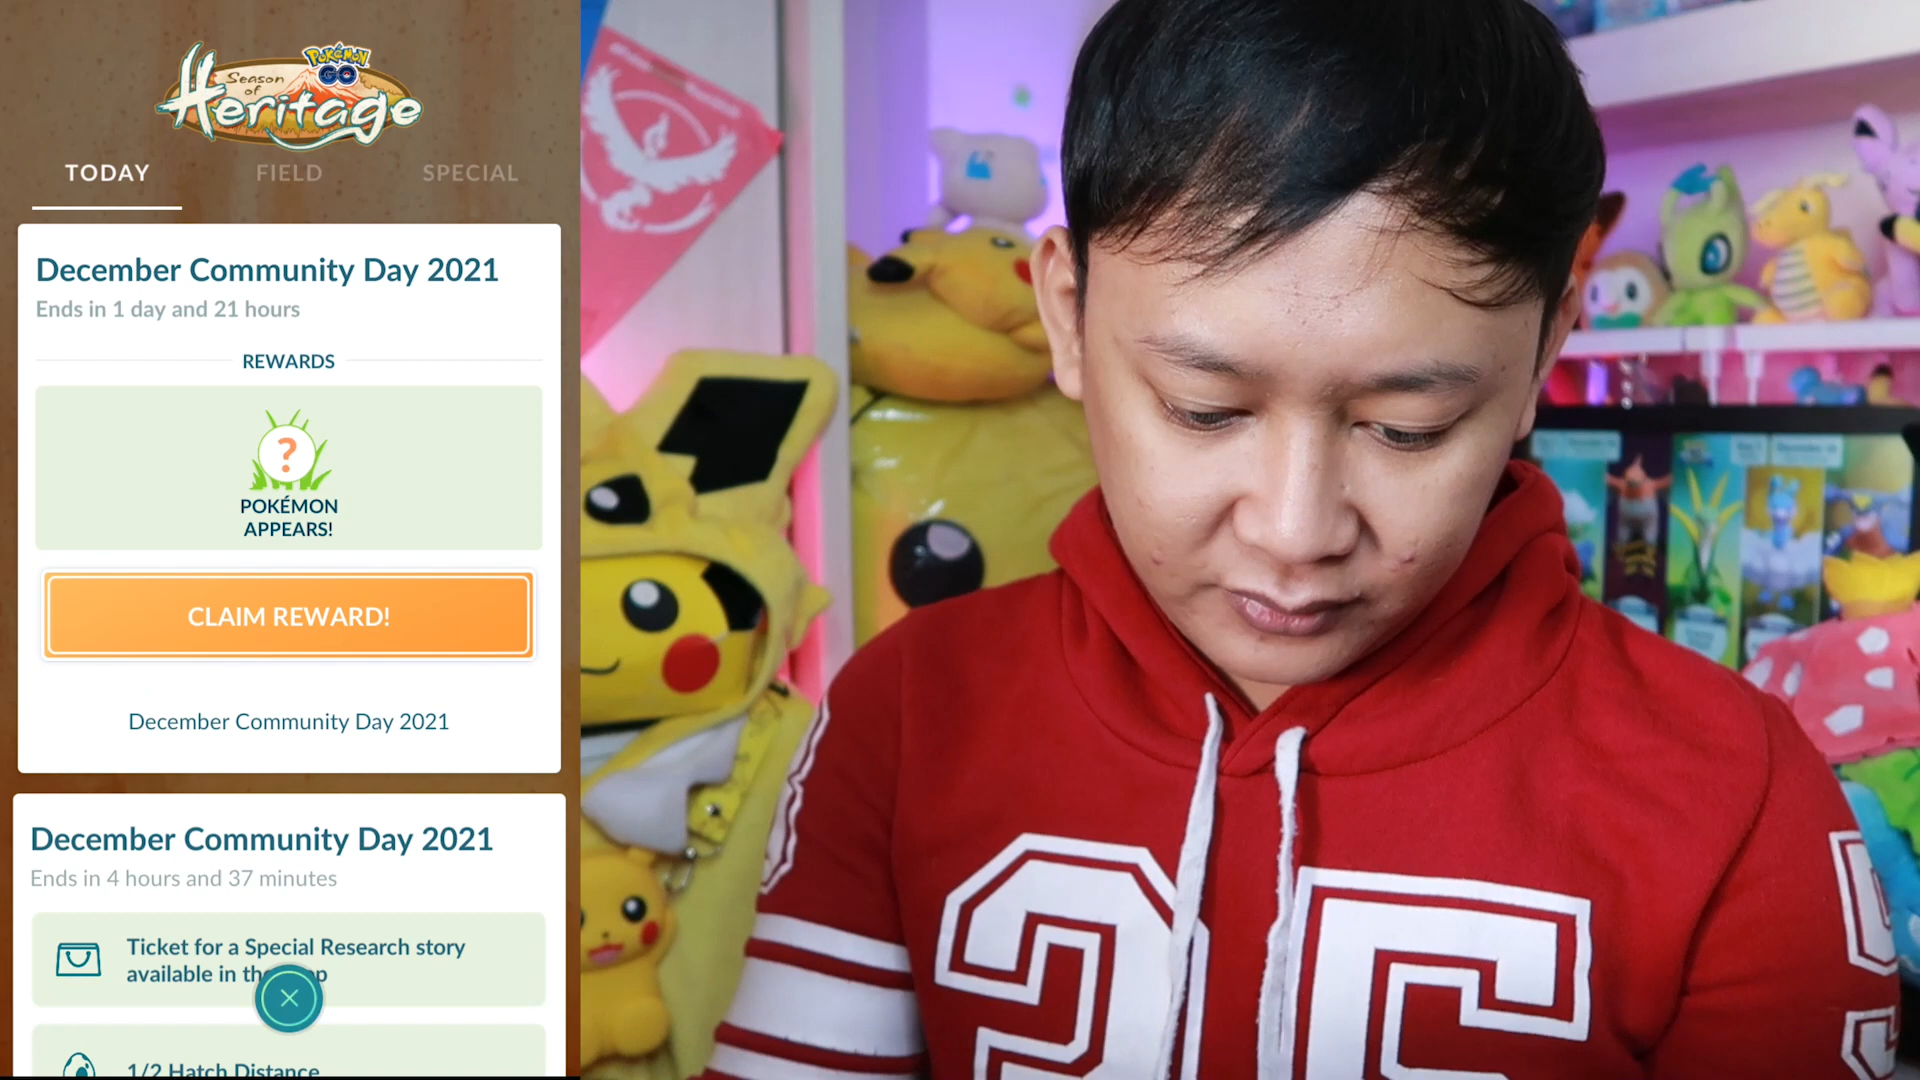 POKÉMON
GO
Season
of
Heritage
TODAY
FIELD
SPECIAL
December Community Day 2021
Ends in 1 day and 21 hours
REWARDS
?
POKÉMON
APPEARS!
CLAIM REWARD!
December Community Day 2021
December Community Day 2021
Ends in 4 hours and 37 minutes
Ticket for a Special Research story
available in
1/2 Hatch Distance